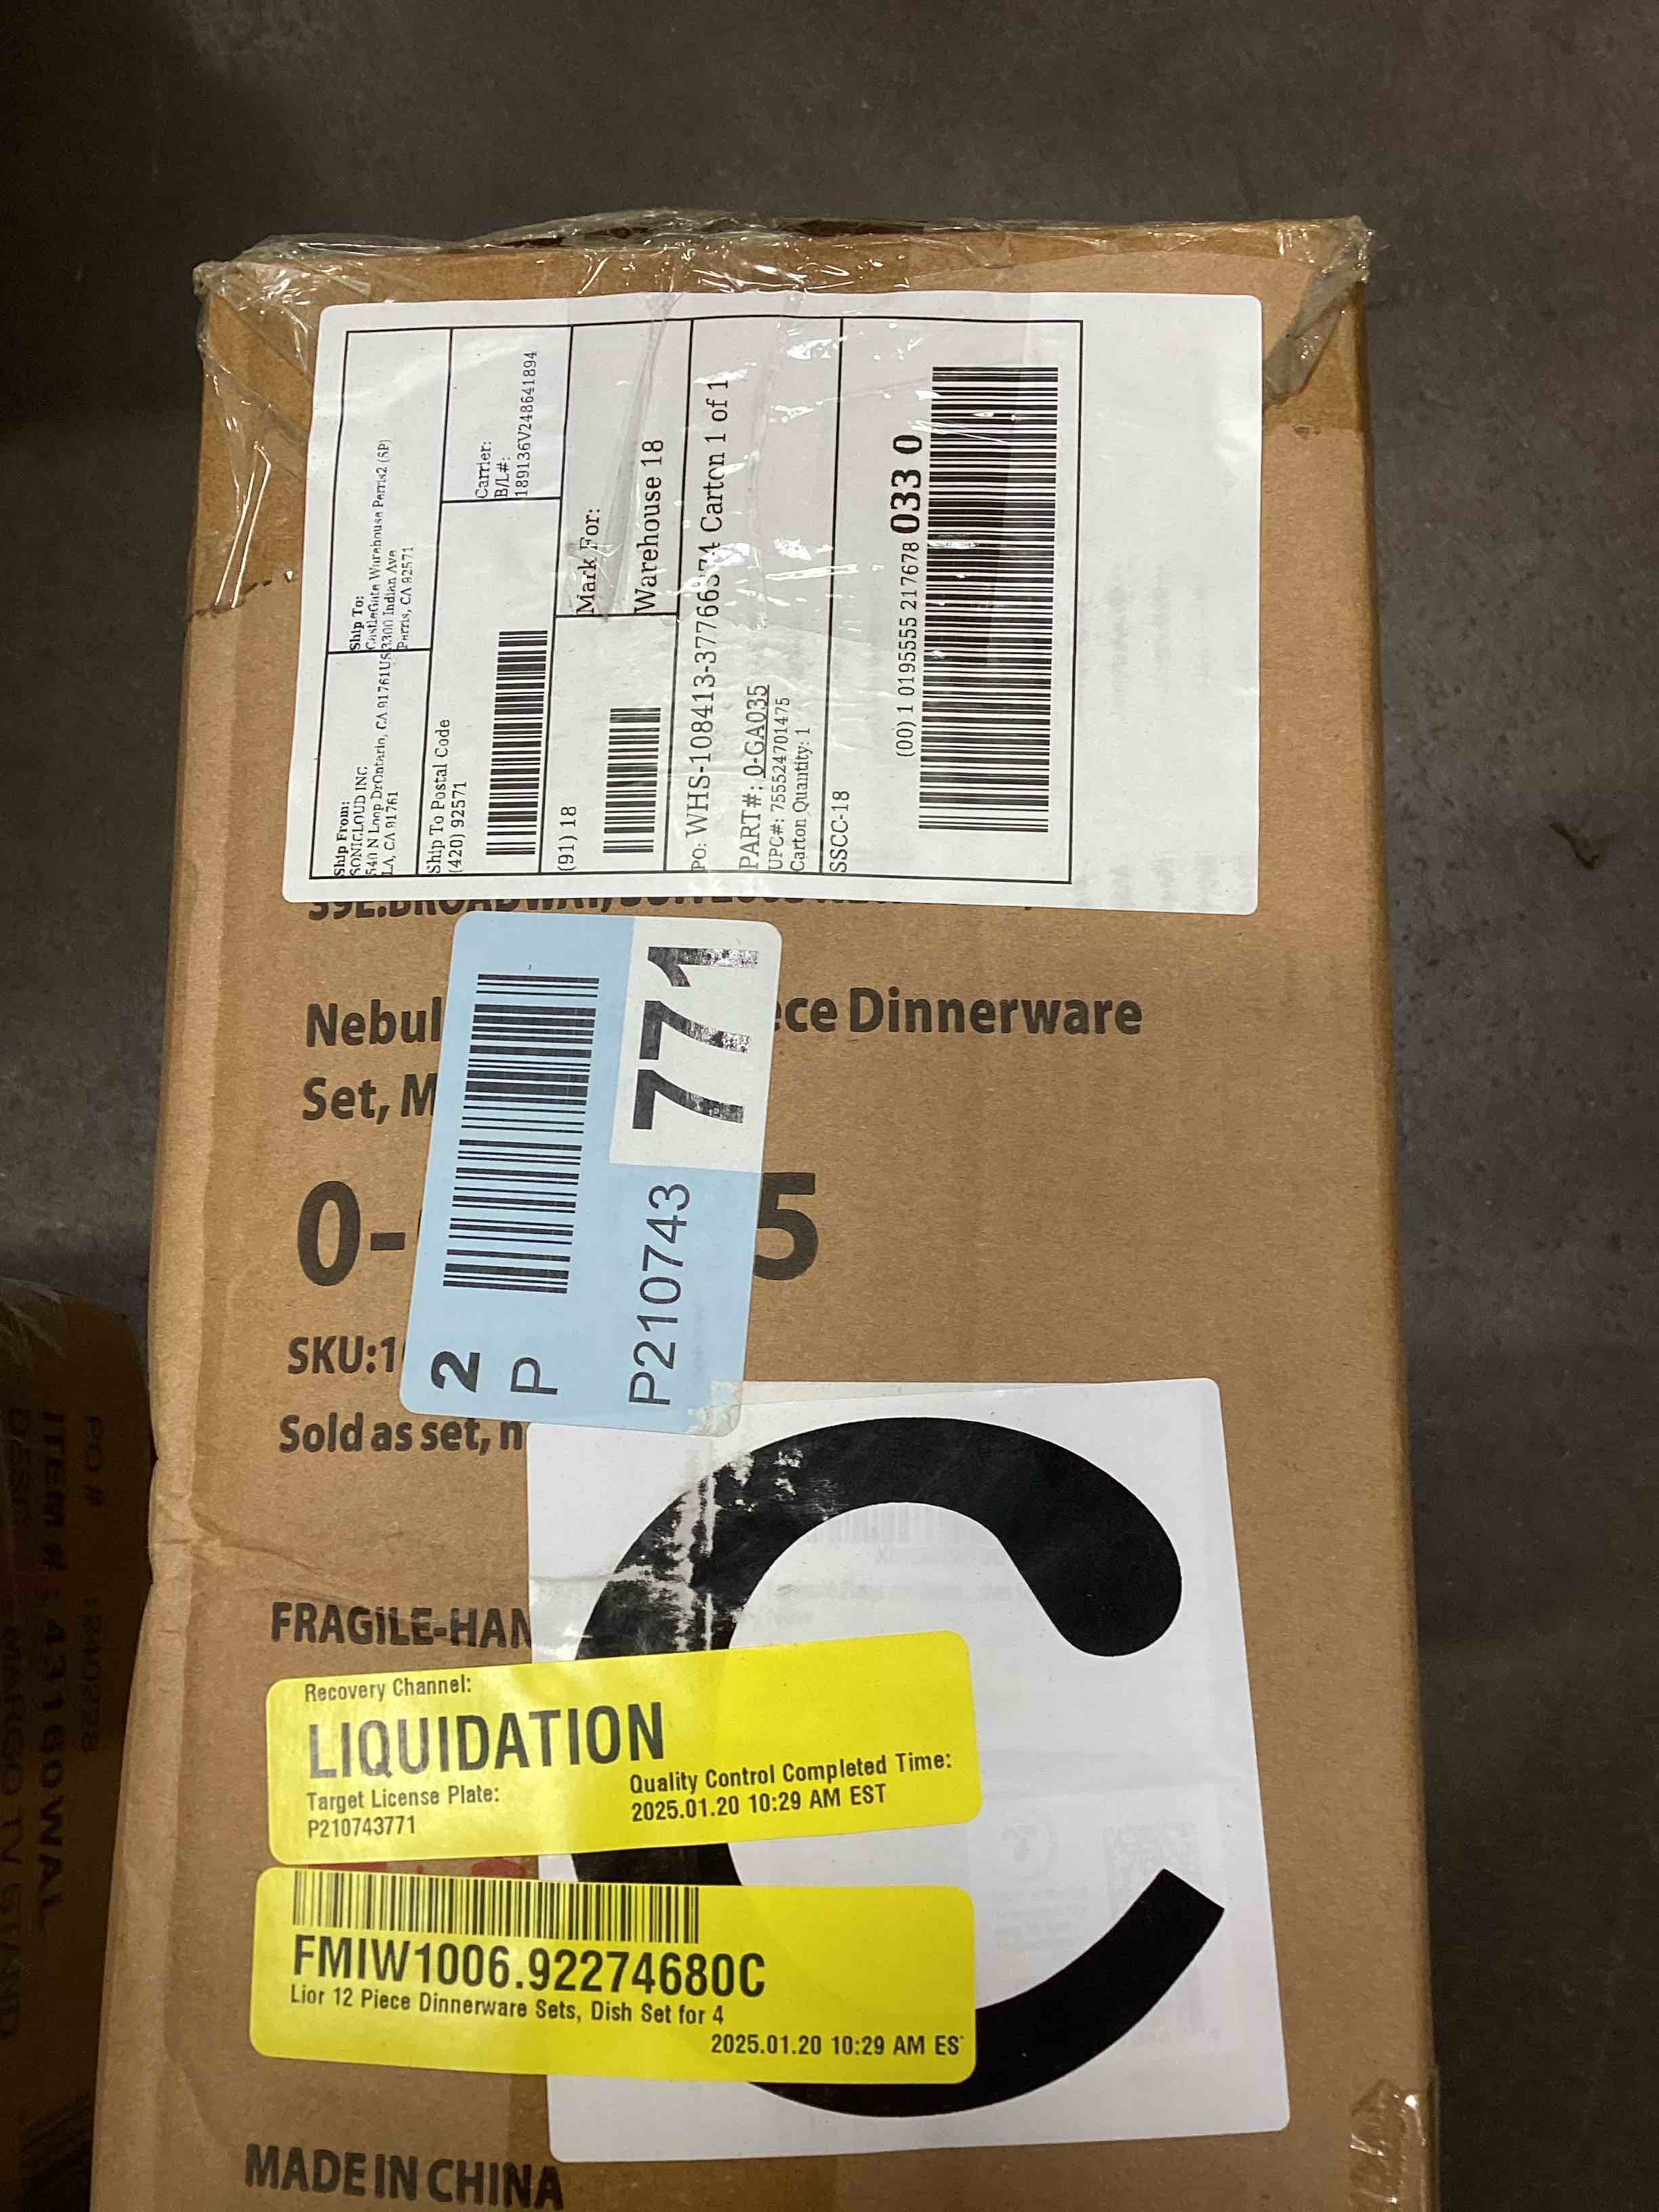 Ship From:
SONICLOUD INC.
540 N Loop DrOntario, CA 91761US
LA, CA 91761
Ship To:
CastleGate Warehouse Perris2 (SP)
3300 Indian Ave
Perris, CA 92571
Ship To Postal Code
(420) 92571
Carrier:
B/L#:
189136V248641894
(91) 18
Mark For:
Warehouse 18
PO: WHS-108413-37766374 Carton 1 of 1
PART#: 0-GA035
UPC#: 755524701475
Carton Quantity: 1
SSCC-18
(00) 1 0195555 217678 033 0
39E.BROADWAY,
Nebul ece Dinnerware
Set, M
0- 5
SKU:1
Sold as set, n
2
P
P210743 771
C
FRAGILE-HAN
Recovery Channel:
LIQUIDATION
Target License Plate:
P210743771
Quality Control Completed Time:
2025.01.20 10:29 AM EST
FMIW1006.92274680C
Lior 12 Piece Dinnerware Sets, Dish Set for 4
2025.01.20 10:29 AM ES
MADE IN CHINA
PO #
ITEM #: 43180WAL